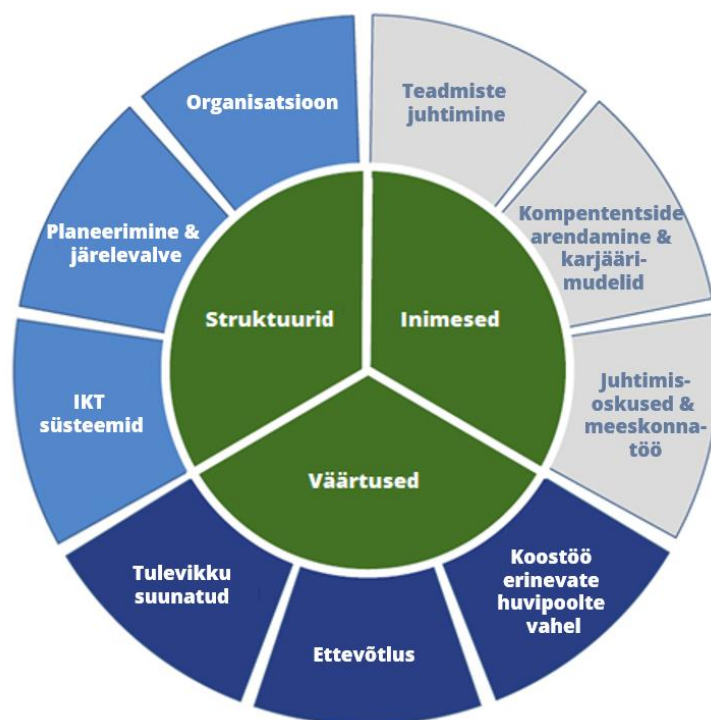 Organisatsioon
Teadmiste
juhtimine
Planeerimine &
järelevalve
Kompententside
arendamine &
karjääri-
mudelid
Struktuurid
Inimesed
IKT
süsteemid
Juhtimis-
oskused &
meeskonna-
töö
Väärtused
Tulevikku
suunatud
Ettevõtlus
Koostöö
erinevate
huvipoolte
vahel